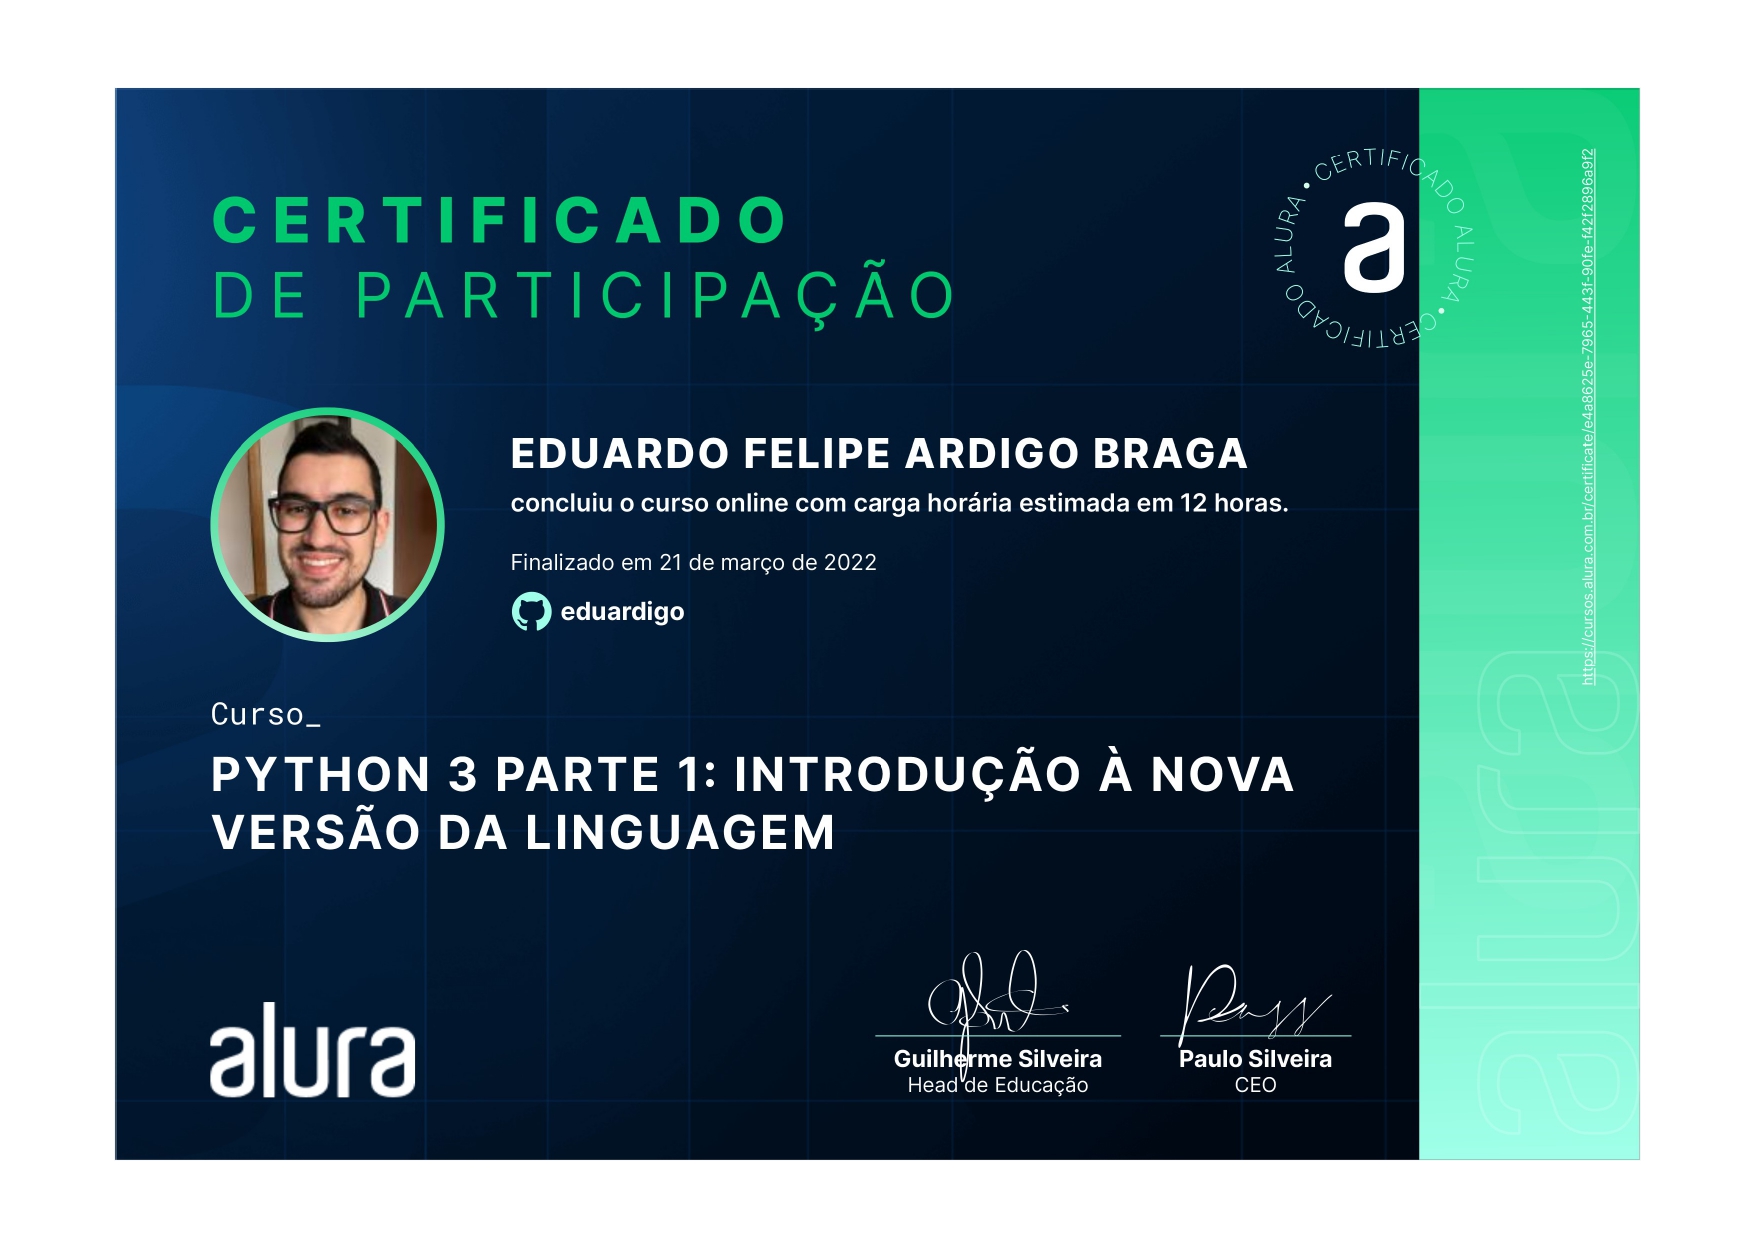 CERTIFICADO
DE PARTICIPAÇÃO
CERTIFICADO ALURA • CERTIFICADO ALURA •
a
EDUARDO FELIPE ARDIGO BRAGA
concluiu o curso online com carga horária estimada em 12 horas.
Finalizado em 21 de março de 2022
eduardigo
Curso_
PYTHON 3 PARTE 1: INTRODUÇÃO À NOVA
VERSÃO DA LINGUAGEM
alura
Guilherme Silveira
Head de Educação
Paulo Silveira
CEO
https://cursos.alura.com.br/certificate/e4a8625e-7965-443f-90fe-f42f2896a9f2
alura